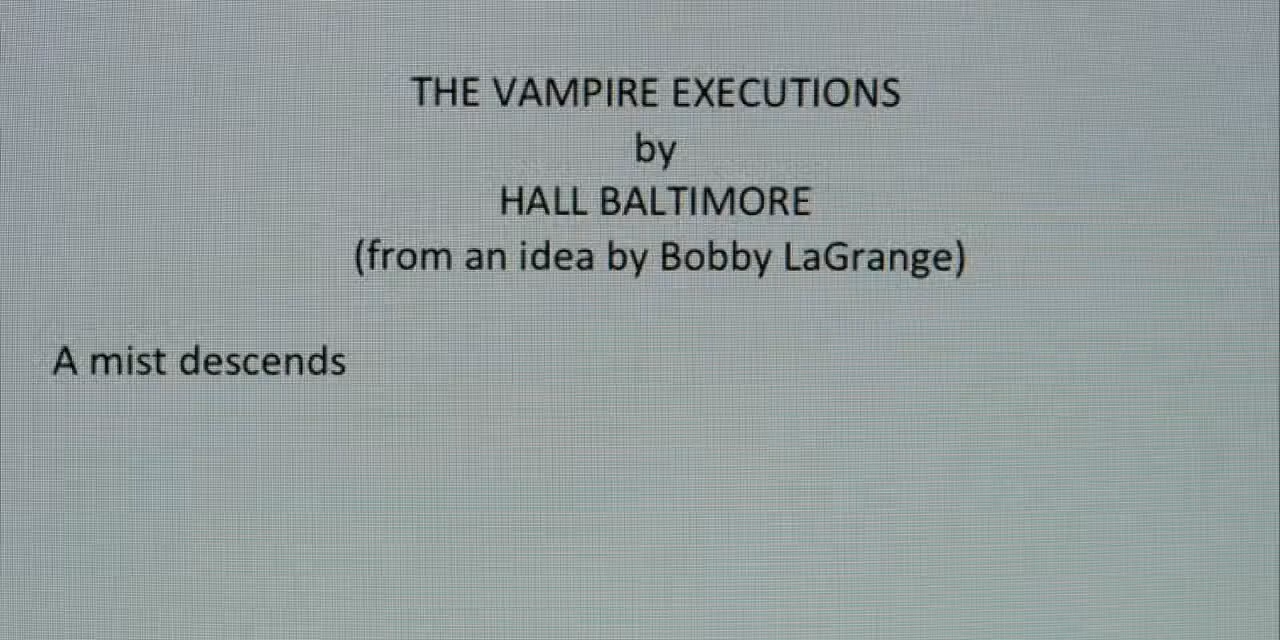 THE VAMPIRE EXECUTIONS
by
HALL BALTIMORE
(from an idea by Bobby LaGrange)
A mist descends